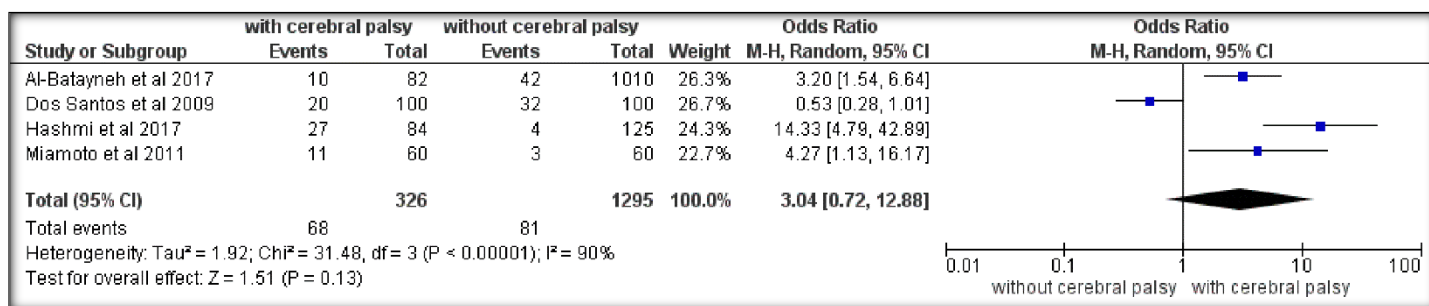 with cerebral palsy without cerebral palsy Odds Ratio Odds Ratio
Study or Subgroup Events Total Events Total Weight M-H, Random, 95% CI M-H, Random, 95% CI
Al-Batayneh et al 2017 10 82 42 1010 26.3% 3.20 [1.54, 6.64]
Dos Santos et al 2009 20 100 32 100 26.7% 0.53 [0.28, 1.01]
Hashmi et al 2017 27 84 4 125 24.3% 14.33 [4.79, 42.89]
Miamoto et al 2011 11 60 3 60 22.7% 4.27 [1.13, 16.17]
Total (95% CI) 326 1295 100.0% 3.04 [0.72, 12.88]
Total events 68 81
Heterogeneity: Tau² = 1.92; Chi² = 31.48, df = 3 (P < 0.00001); I² = 90%
Test for overall effect: Z = 1.51 (P = 0.13)
0.01 0.1 1 10 100
without cerebral palsy with cerebral palsy